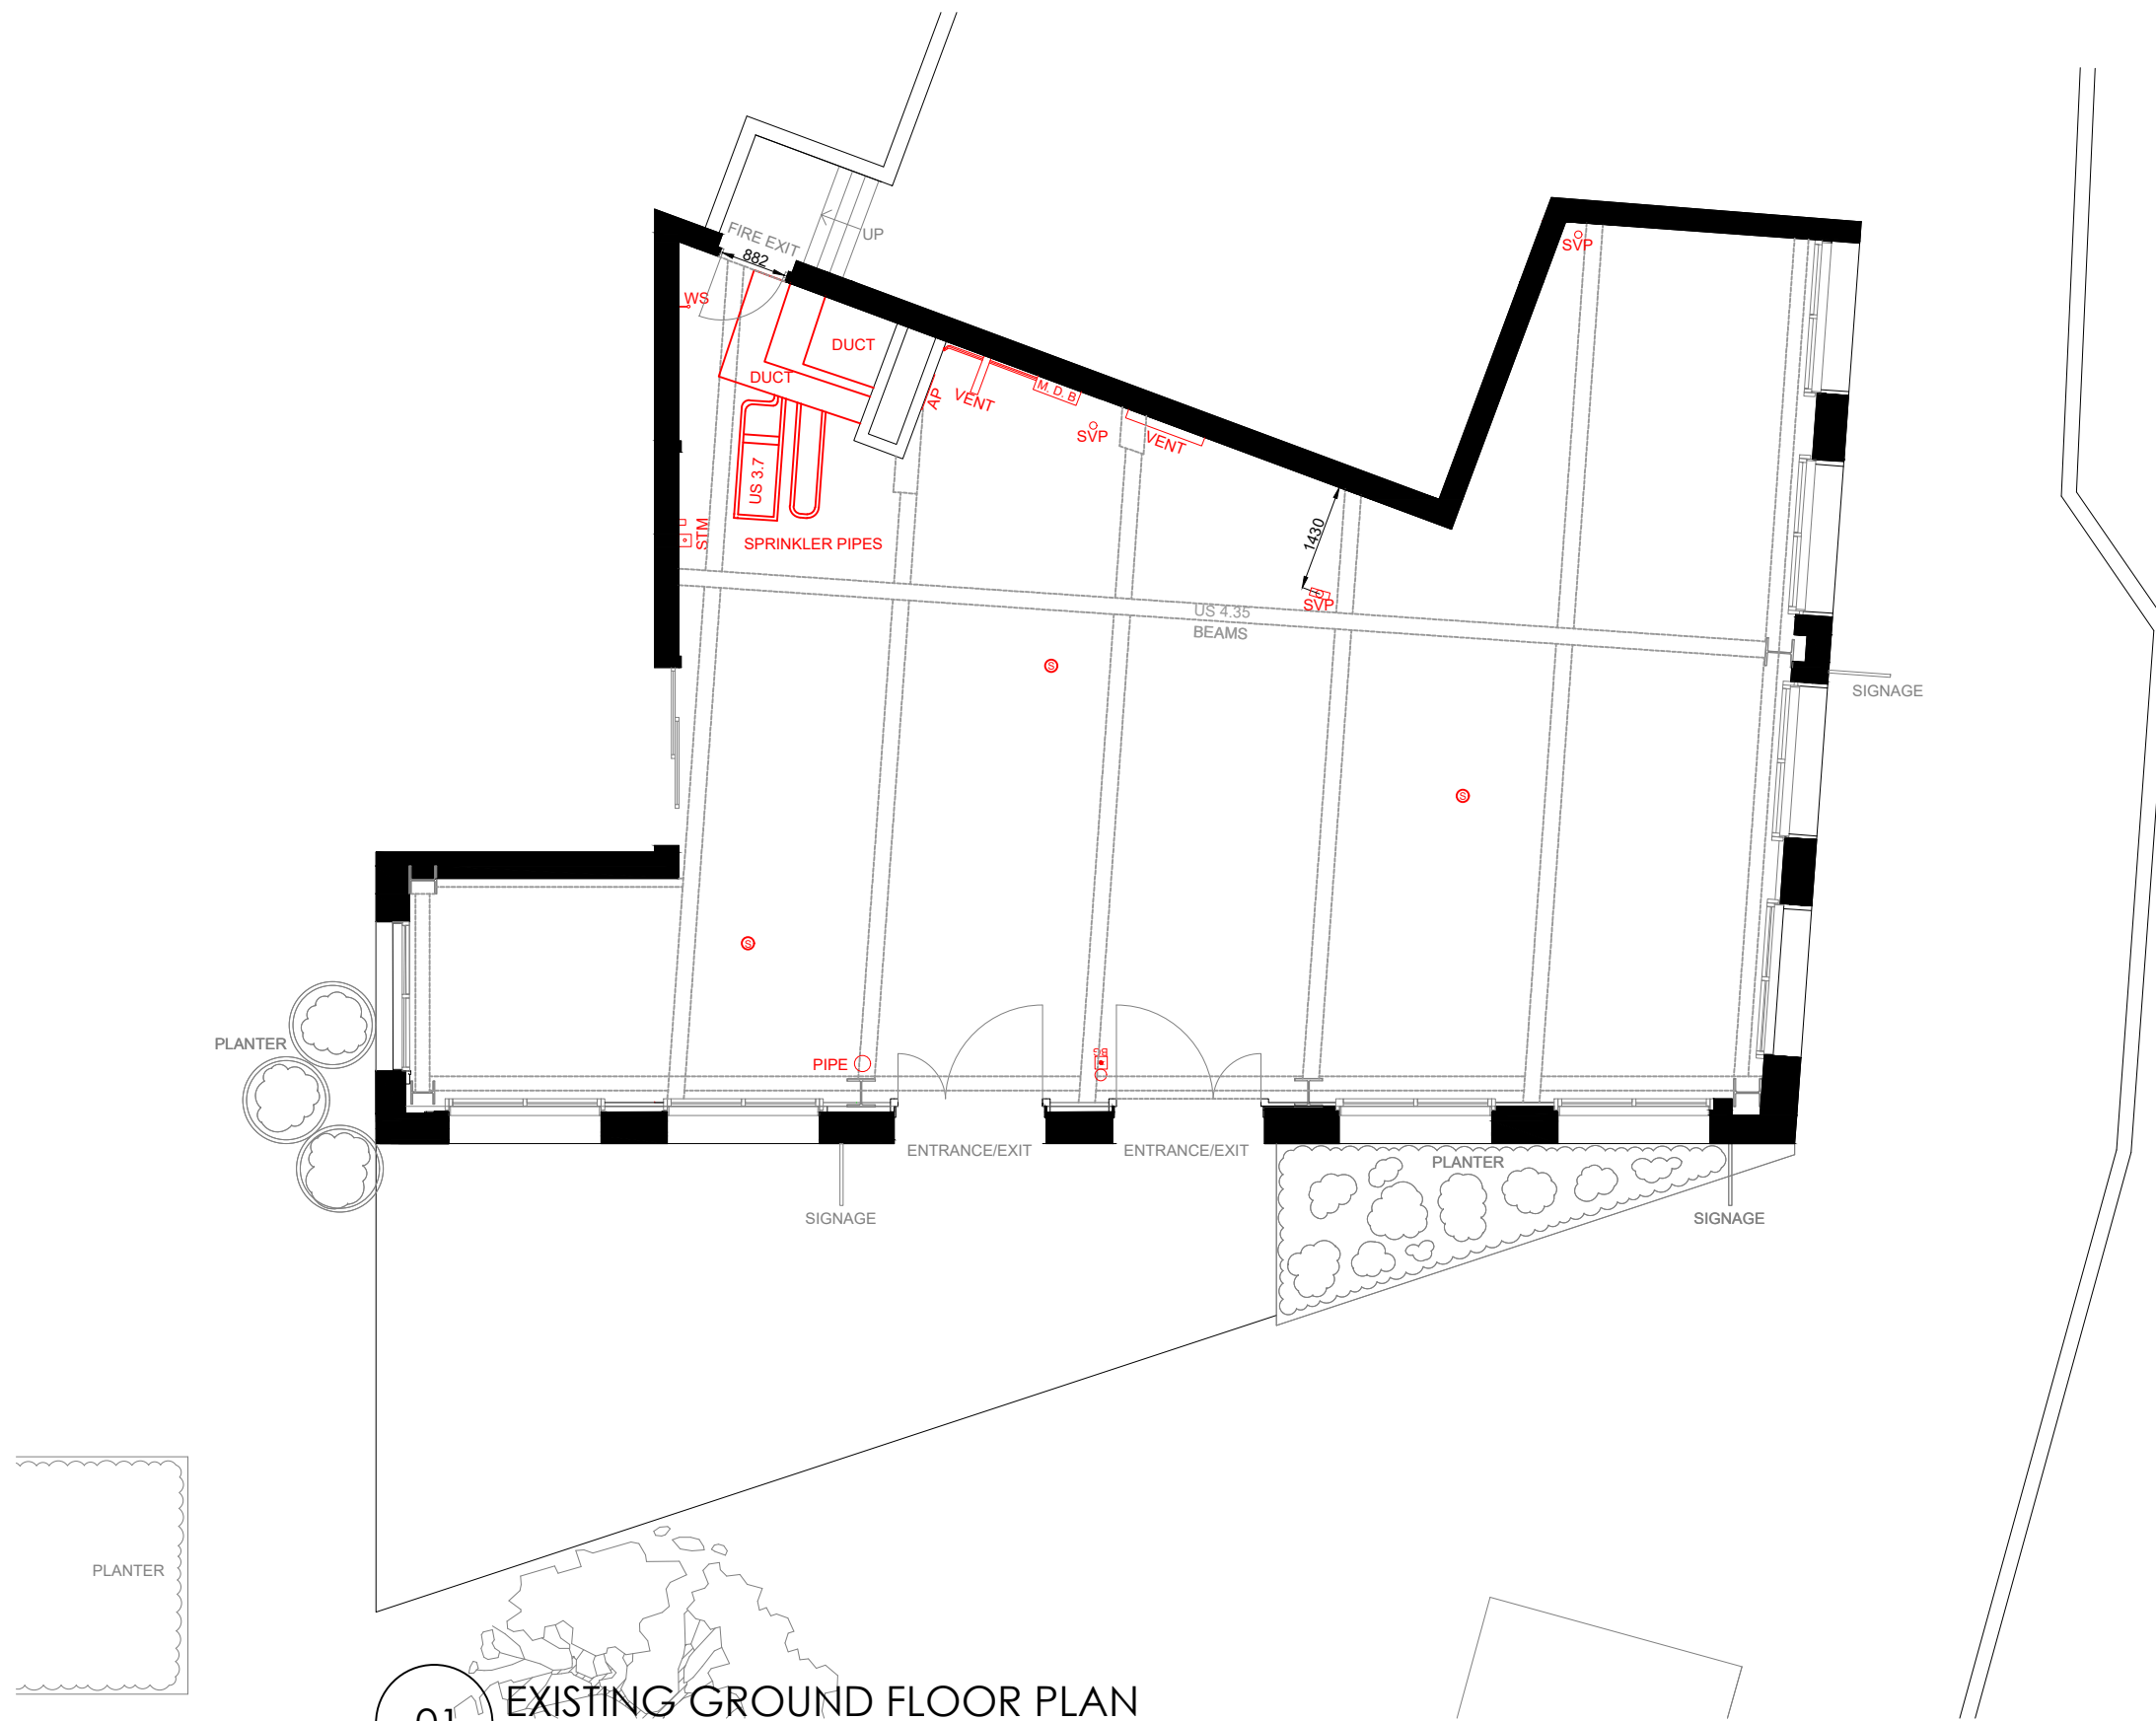 FIRE EXIT
UP
882
SVP
WS
DUCT
DUCT
AP
VENT
M. D. B
SVP
VENT
US 3.7
STM
SPRINKLER PIPES
1430
SVP
US 4.35
BEAMS
S
SIGNAGE
S
S
PLANTER
PIPE
BG
ENTRANCE/EXIT
ENTRANCE/EXIT
PLANTER
SIGNAGE
SIGNAGE
PLANTER
01
EXISTING GROUND FLOOR PLAN